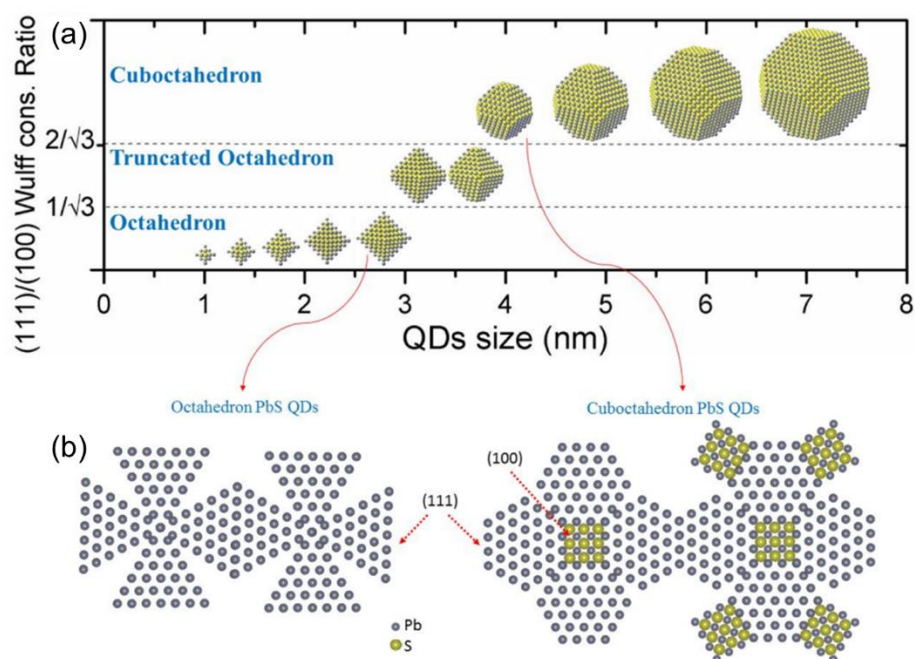 (a)
(111)/(100) Wulff cons. Ratio
Cuboctahedron
2/√3
Truncated Octahedron
1/√3
Octahedron
0 1 2 3 4 5 6 7 8
QDs size (nm)
Octahedron PbS QDs
Cuboctahedron PbS QDs
(b)
(100)
(111)
Pb
S